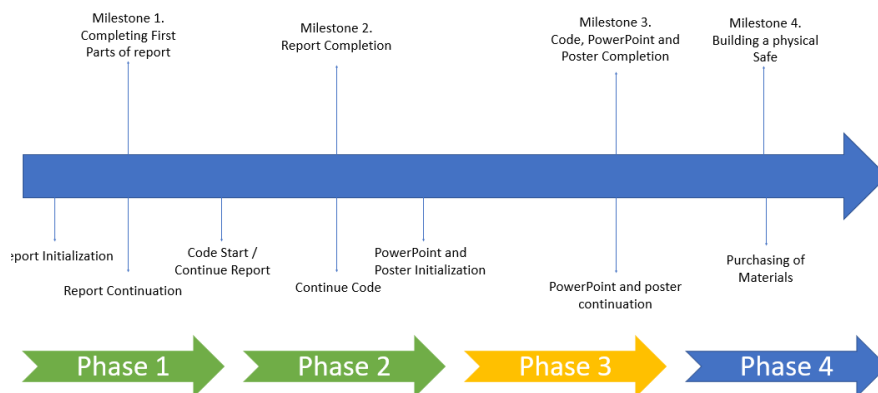 Milestone 1.
Completing First
Parts of report
Milestone 2.
Report Completion
Milestone 3.
Code, PowerPoint and
Poster Completion
Milestone 4.
Building a physical
Safe
eport Initialization
Report Continuation
Code Start /
Continue Report
Continue Code
PowerPoint and
Poster Initialization
PowerPoint and poster
continuation
Purchasing of
Materials
Phase 1
Phase 2
Phase 3
Phase 4